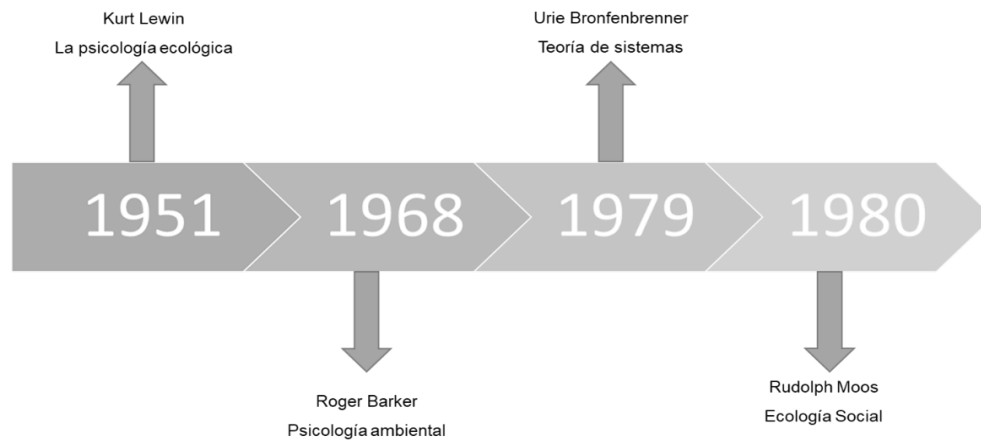 Kurt Lewin
La psicología ecológica
Urie Bronfenbrenner
Teoría de sistemas
1951
1968
1979
1980
Roger Barker
Psicología ambiental
Rudolph Moos
Ecología Social